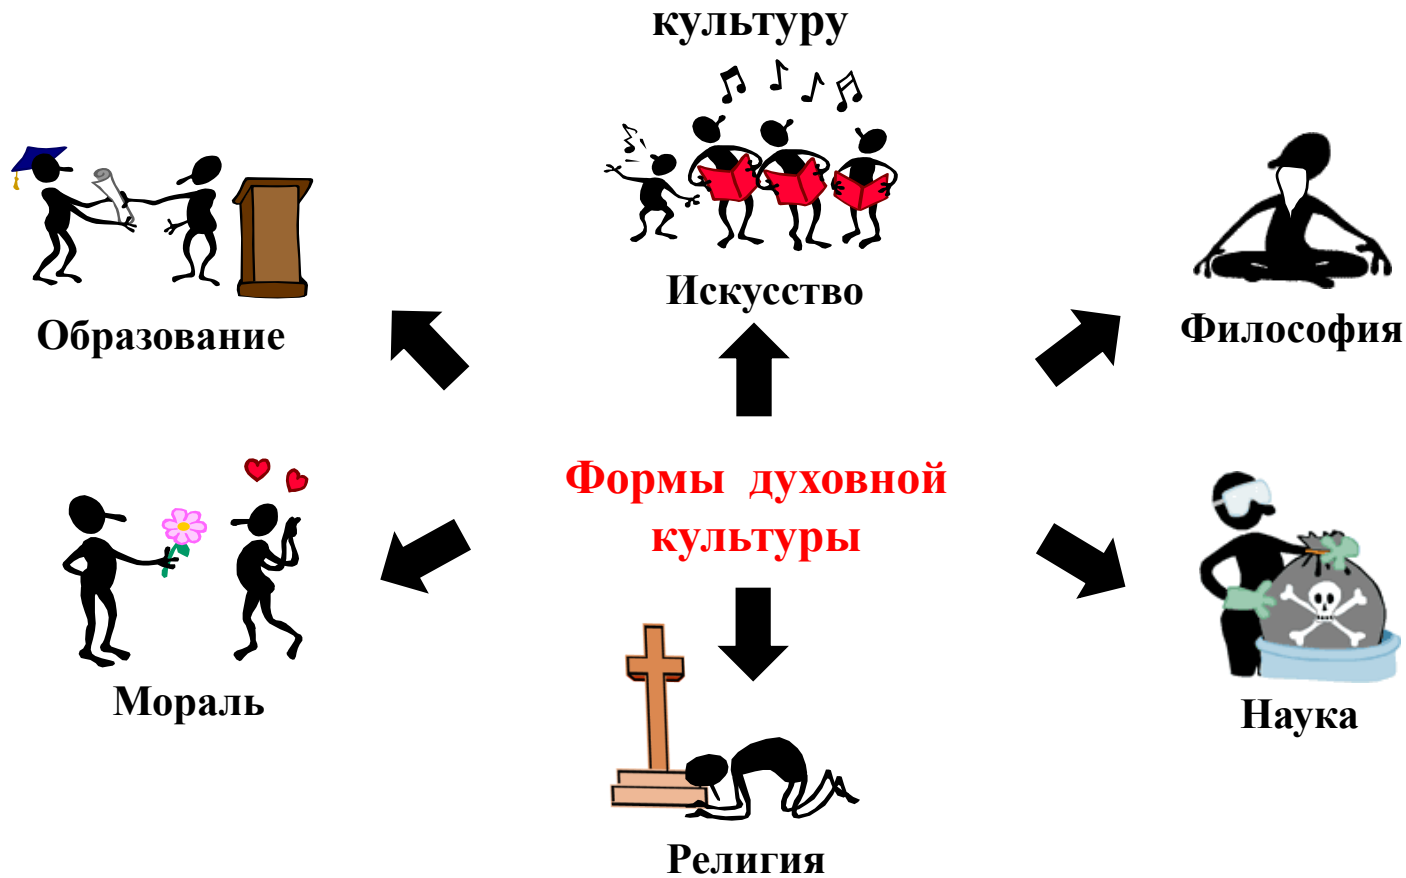 культуру
Искусство
Образование
Философия
Формы духовной
культуры
Мораль
Наука
Религия